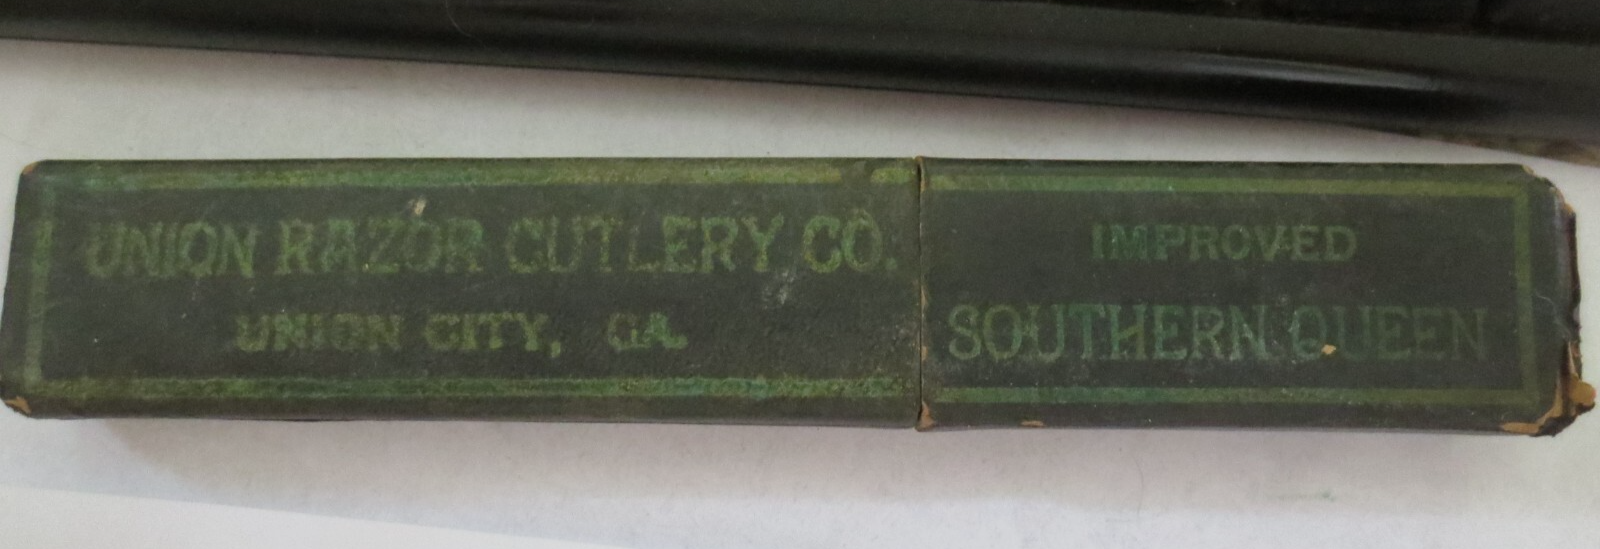 UNION RAZOR CUTLERY CO.
UNION CITY, GA.
IMPROVED
SOUTHERN QUEEN